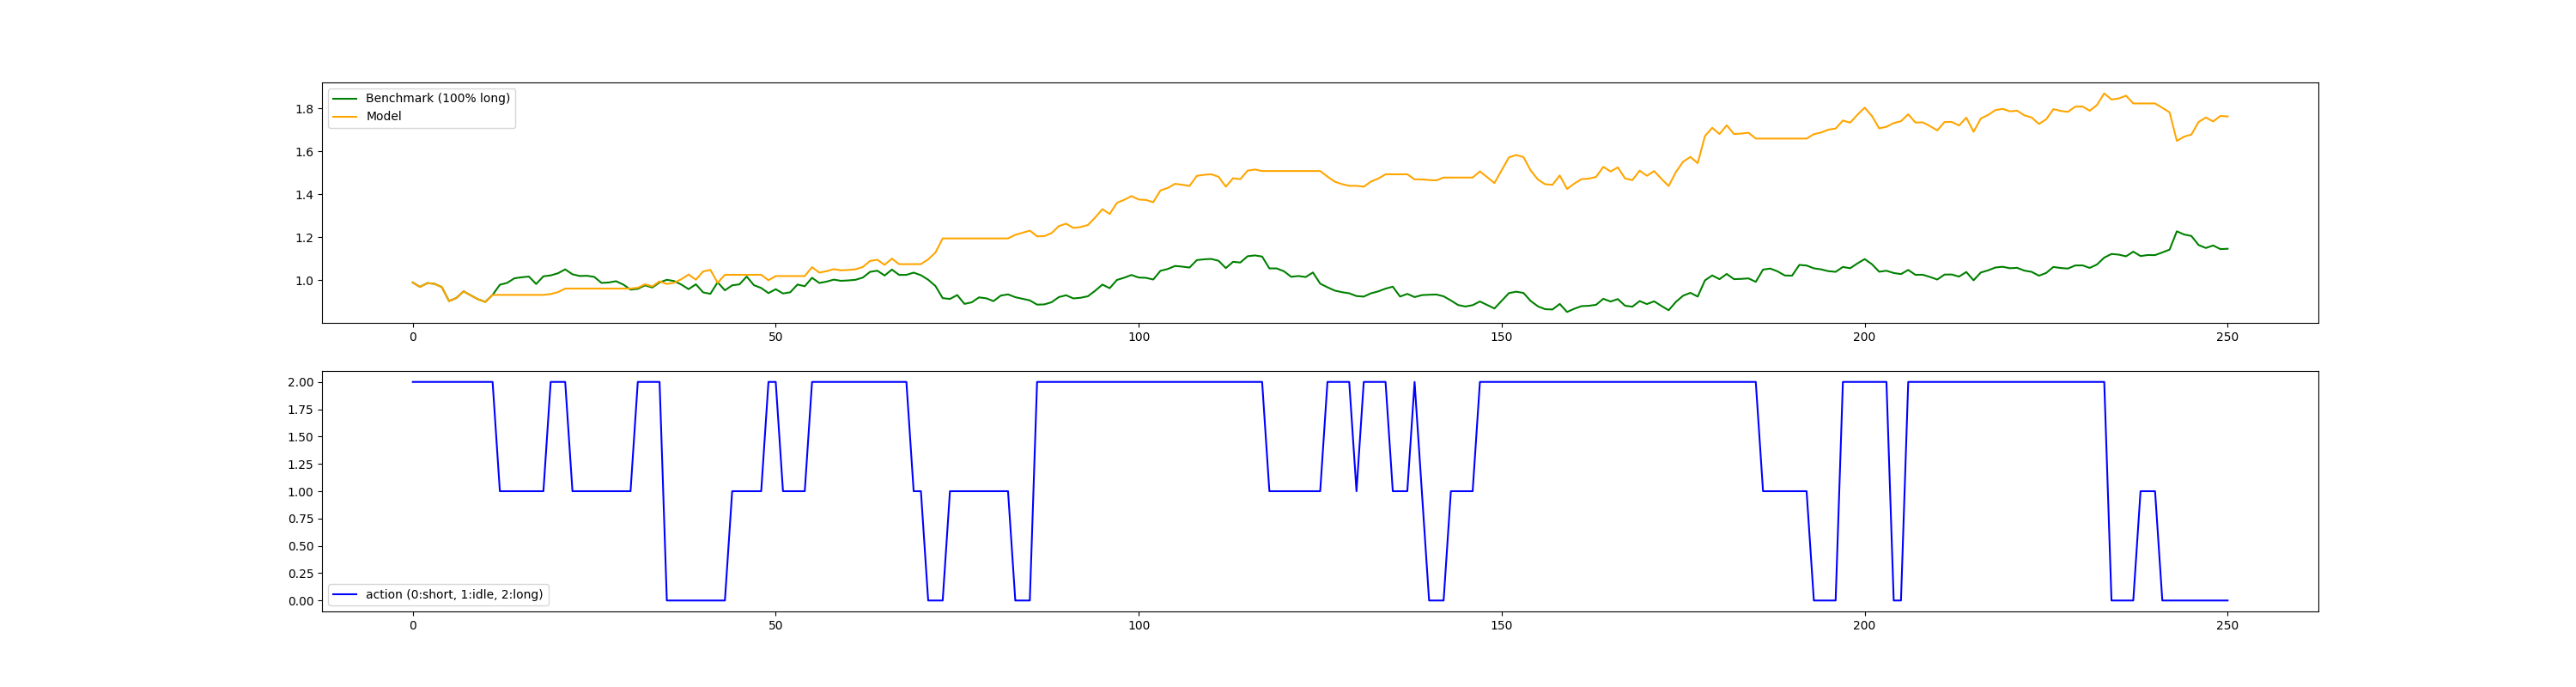 Benchmark (100% long)
Model
1.8
1.6
1.4
1.2
1.0
0 50 100 150 200 250
2.00
1.75
1.50
1.25
1.00
0.75
0.50
0.25
0.00
action (0:short, 1:idle, 2:long)
0 50 100 150 200 250